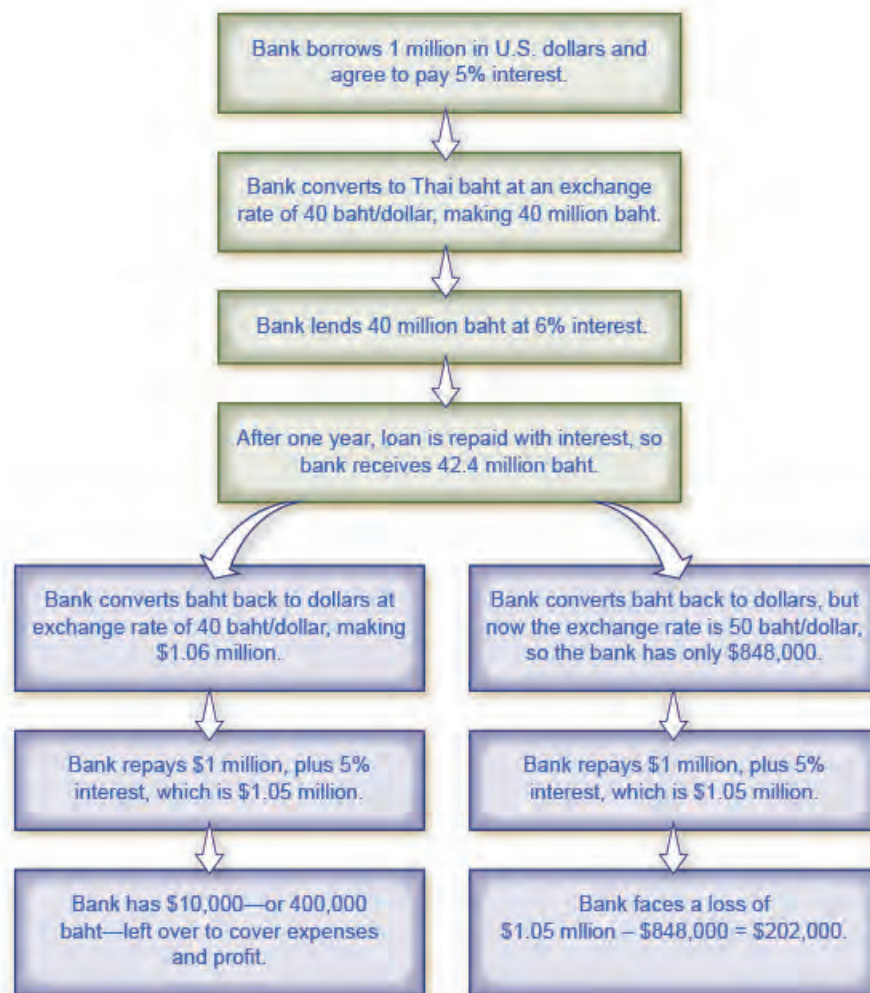 Bank borrows 1 million in U.S. dollars and
agree to pay 5% interest.
Bank converts to Thai baht at an exchange
rate of 40 baht/dollar, making 40 million baht.
Bank lends 40 million baht at 6% interest.
After one year, loan is repaid with interest, so
bank receives 42.4 million baht.
Bank converts baht back to dollars at
exchange rate of 40 baht/dollar, making
$1.06 million.
Bank repays $1 million, plus 5%
interest, which is $1.05 million.
Bank has $10,000—or 400,000
baht—left over to cover expenses
and profit.
Bank converts baht back to dollars, but
now the exchange rate is 50 baht/dollar,
so the bank has only $848,000.
Bank repays $1 million, plus 5%
interest, which is $1.05 million.
Bank faces a loss of
$1.05 mllion – $848,000 = $202,000.